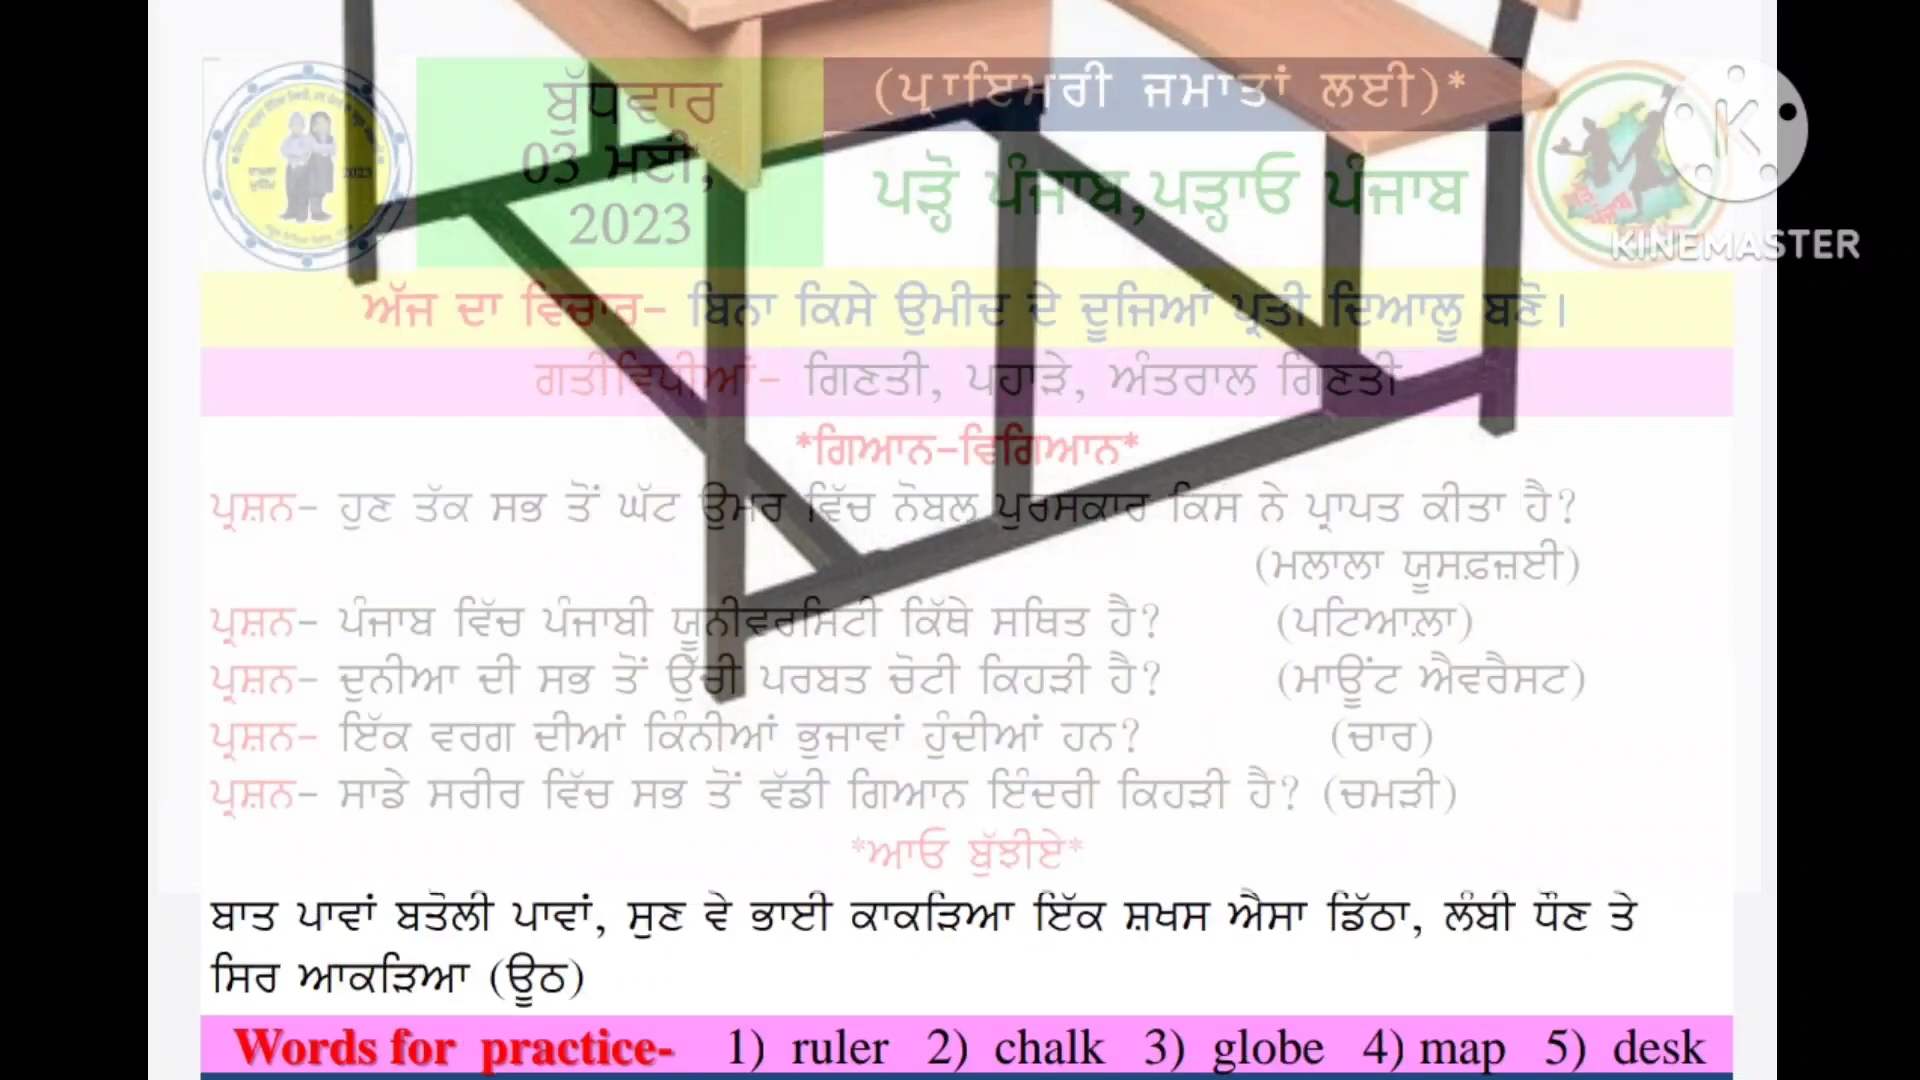 ਬੁੱਧਵਾਰ
03 ਮਈ,
2023
(ਪ੍ਰਾਇਮਰੀ ਜਮਾਤਾਂ ਲਈ)*
ਪੜ੍ਹੋ ਪੰਜਾਬ,ਪੜ੍ਹਾਓ ਪੰਜਾਬ
KINEMASTER
ਅੱਜ ਦਾ ਵਿਚਾਰ- ਬਿਨਾ ਕਿਸੇ ਉਮੀਦ ਦੇ ਦੂਜਿਆਂ ਪ੍ਰਤੀ ਦਿਆਲੂ ਬਣੋ।
ਗਤੀਵਿਧੀਆਂ- ਗਿਣਤੀ, ਪਹਾੜੇ, ਅੰਤਰਾਲ ਗਿਣਤੀ
*ਗਿਆਨ-ਵਿਗਿਆਨ*
ਪ੍ਰਸ਼ਨ- ਹੁਣ ਤੱਕ ਸਭ ਤੋਂ ਘੱਟ ਉਮਰ ਵਿੱਚ ਨੋਬਲ ਪੁਰਸਕਾਰ ਕਿਸ ਨੇ ਪ੍ਰਾਪਤ ਕੀਤਾ ਹੈ?
(ਮਲਾਲਾ ਯੂਸਫ਼ਜ਼ਈ)
ਪ੍ਰਸ਼ਨ- ਪੰਜਾਬ ਵਿੱਚ ਪੰਜਾਬੀ ਯੂਨੀਵਰਸਿਟੀ ਕਿੱਥੇ ਸਥਿਤ ਹੈ? (ਪਟਿਆਲ਼ਾ)
ਪ੍ਰਸ਼ਨ- ਦੁਨੀਆ ਦੀ ਸਭ ਤੋਂ ਉੱਚੀ ਪਰਬਤ ਚੋਟੀ ਕਿਹੜੀ ਹੈ? (ਮਾਊਂਟ ਐਵਰੈਸਟ)
ਪ੍ਰਸ਼ਨ- ਇੱਕ ਵਰਗ ਦੀਆਂ ਕਿੰਨੀਆਂ ਭੁਜਾਵਾਂ ਹੁੰਦੀਆਂ ਹਨ? (ਚਾਰ)
ਪ੍ਰਸ਼ਨ- ਸਾਡੇ ਸਰੀਰ ਵਿੱਚ ਸਭ ਤੋਂ ਵੱਡੀ ਗਿਆਨ ਇੰਦਰੀ ਕਿਹੜੀ ਹੈ? (ਚਮੜੀ)
*ਆਓ ਬੁੱਝੀਏ*
ਬਾਤ ਪਾਵਾਂ ਬਤੋਲੀ ਪਾਵਾਂ, ਸੁਣ ਵੇ ਭਾਈ ਕਾਕੜਿਆ ਇੱਕ ਸ਼ਖਸ ਐਸਾ ਡਿੱਠਾ, ਲੰਬੀ ਧੌਣ ਤੇ
ਸਿਰ ਆਕੜਿਆ (ਊਠ)
Words for practice- 1) ruler 2) chalk 3) globe 4) map 5) desk